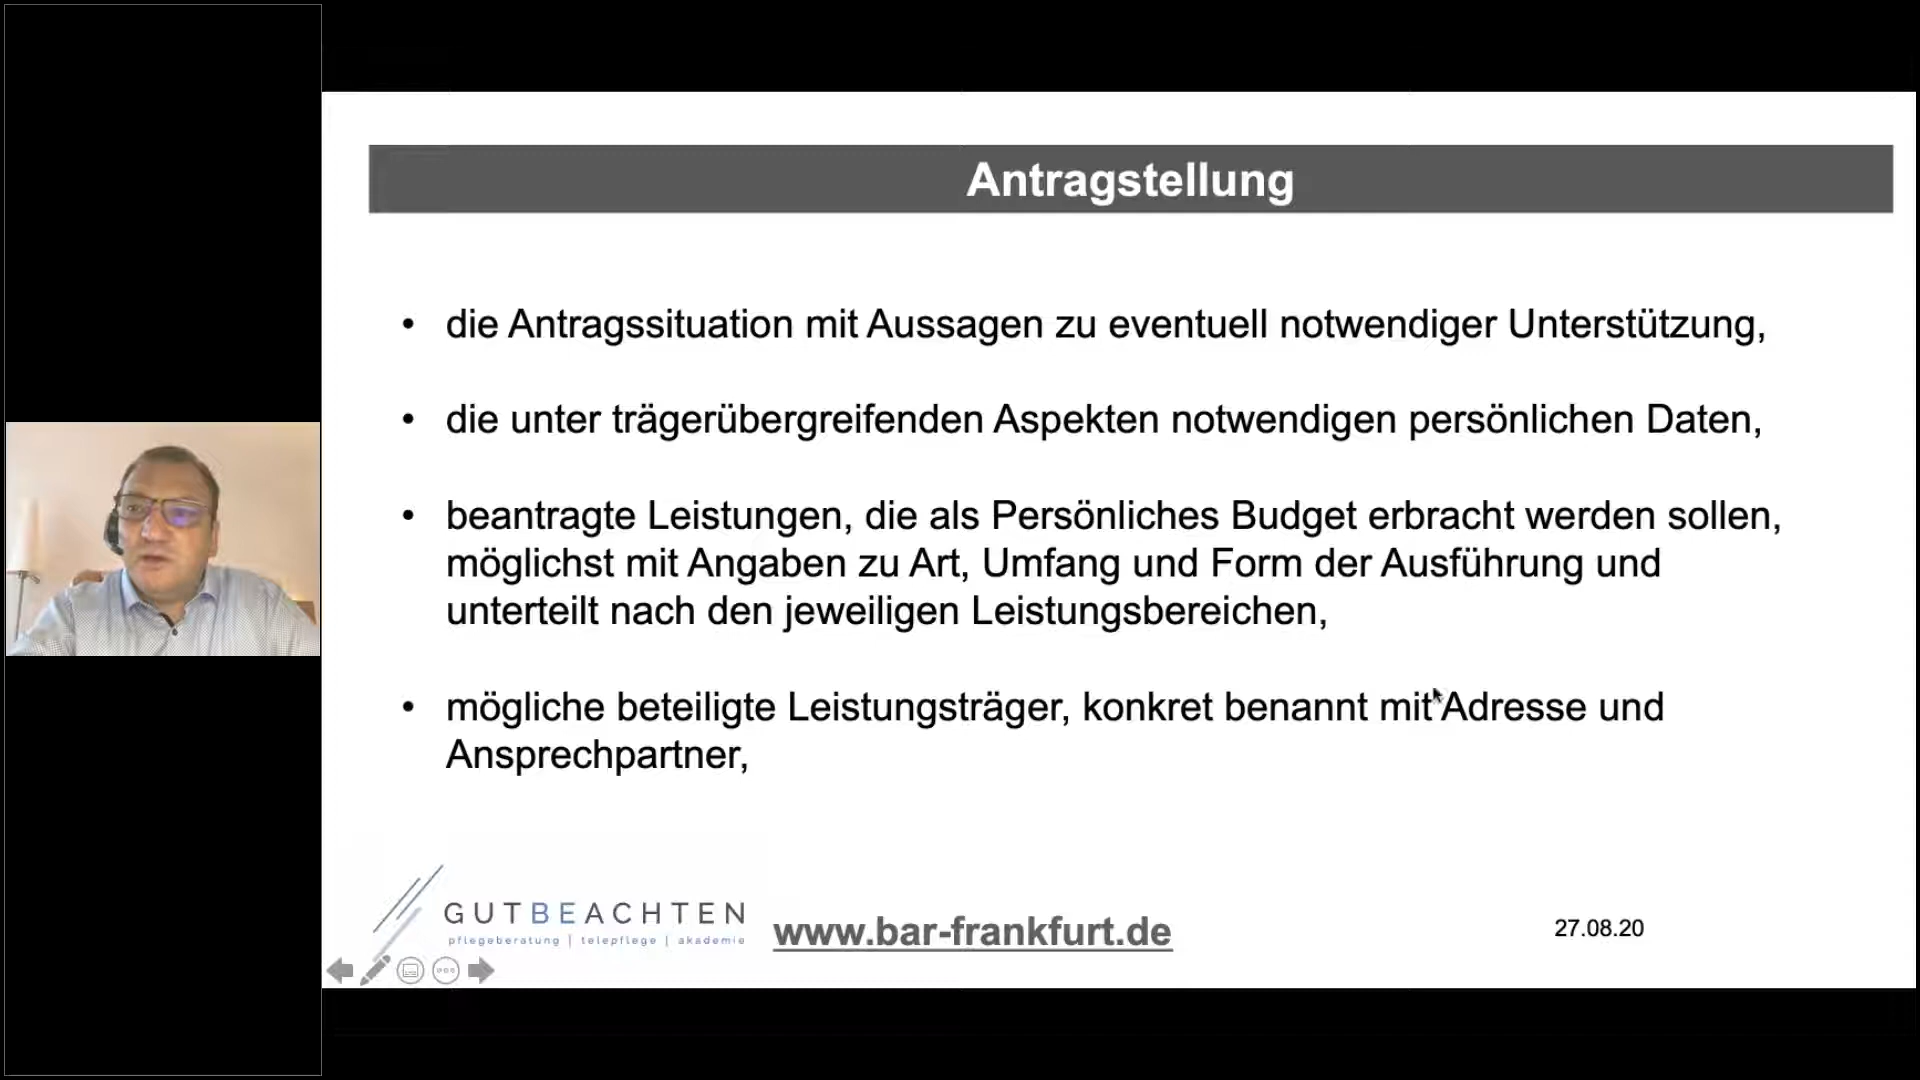 Antragstellung
• die Antragssituation mit Aussagen zu eventuell notwendiger Unterstützung,
• die unter trägerübergreifenden Aspekten notwendigen persönlichen Daten,
• beantragte Leistungen, die als Persönliches Budget erbracht werden sollen,
möglichst mit Angaben zu Art, Umfang und Form der Ausführung und
unterteilt nach den jeweiligen Leistungsbereichen,
• mögliche beteiligte Leistungsträger, konkret benannt mit Adresse und
Ansprechpartner,
GUTBEACHTEN
pflegeberatung | telepflege | akademie
www.bar-frankfurt.de
27.08.20